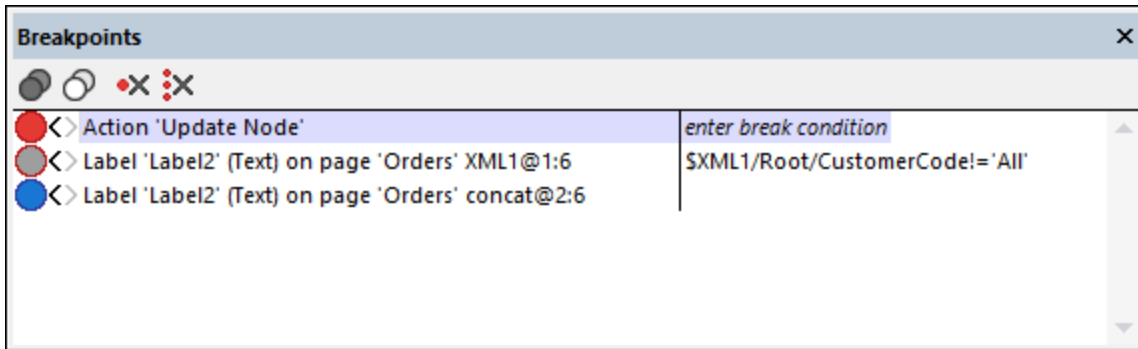 Breakpoints
Action 'Update Node' enter break condition
Label 'Label2' (Text) on page 'Orders' XML1@1:6 $XML1/Root/CustomerCode!='All'
Label 'Label2' (Text) on page 'Orders' concat@2:6